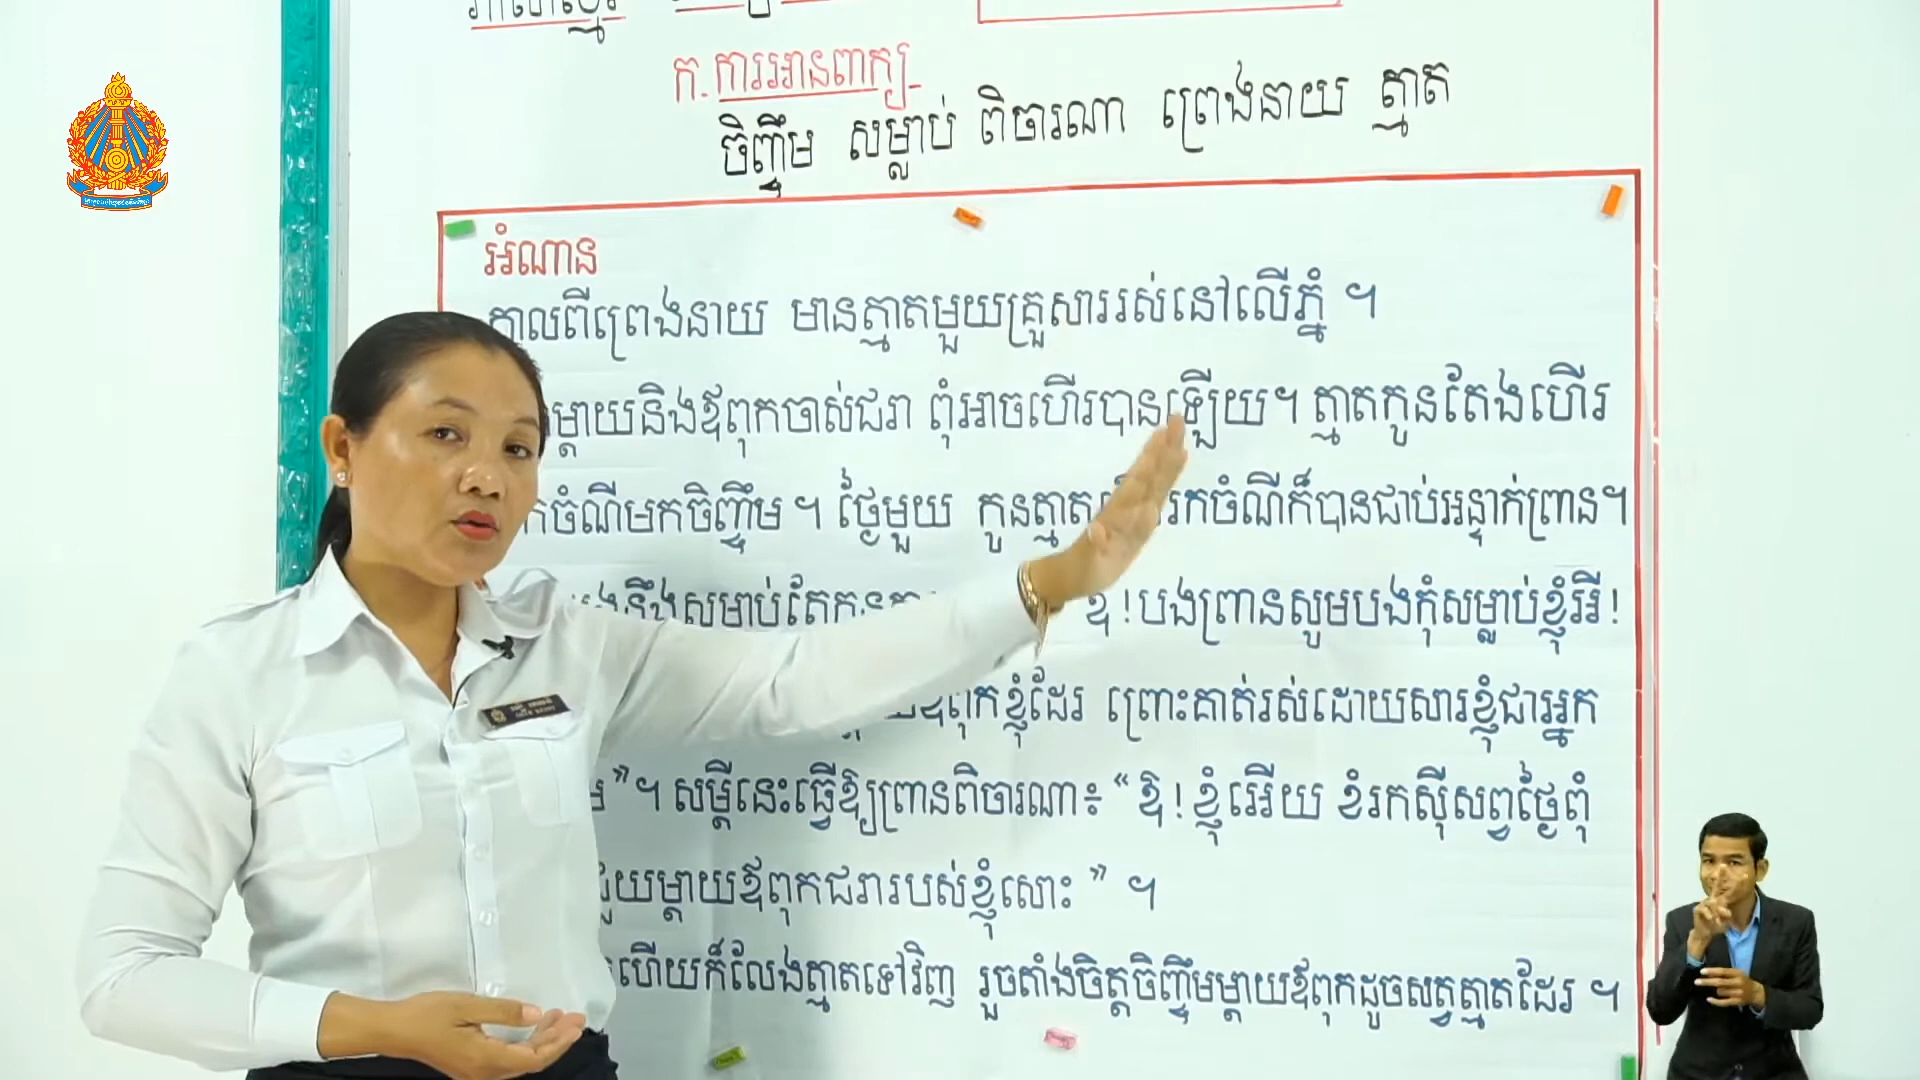 ក. ការអានពាក្យ
ចិញ្ចឹម សម្លាប់ ពិចារណា ព្រេងនាយ ត្មាត
អំណាន
កាលពីព្រេងនាយ មានត្មាតមួយគ្រួសាររស់នៅលើភ្នំ ។
ម្ដាយនិងឪពុកចាស់ជរា ពុំអាចហើរបានឡើយ។ ត្មាតកូនតែងហើរ
ចំណីមកចិញ្ចឹម ។ ថ្ងៃមួយ កូនត្មាត រកចំណីក៏បានជាប់អន្ទាក់ព្រាន។
ឱ ! បងព្រានសូមបងកុំសម្លាប់ខ្ញុំអី !
ឪពុកខ្ញុំដែរ ព្រោះគាត់រស់ដោយសារខ្ញុំជាអ្នក
” ។ សម្ដីនេះធ្វើឱ្យព្រានពិចារណា៖ “ ឱ ! ខ្ញុំអើយ ខំរកស៊ីសព្វថ្ងៃពុំ
ម្ដាយឪពុកជរារបស់ខ្ញុំសោះ ” ។
ហើយក៏លែងត្មាតទៅវិញ រួចតាំងចិត្តចិញ្ចឹមម្ដាយឪពុកដូចសត្វត្មាតដែរ ។